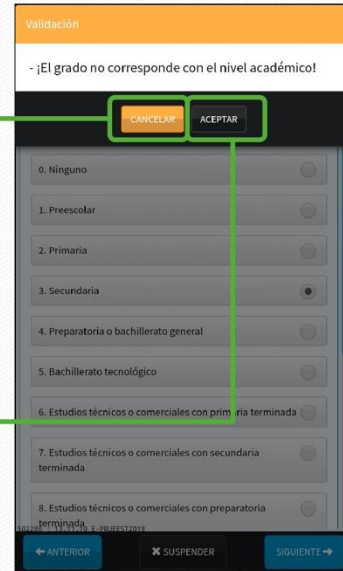 Validación
- ¡El grado no corresponde con el nivel académico!
CANCELAR
ACEPTAR
0. Ninguno
1. Preescolar
2. Primaria
3. Secundaria
4. Preparatoria o bachillerato general
5. Bachillerato tecnológico
6. Estudios técnicos o comerciales con primaria terminada
7. Estudios técnicos o comerciales con secundaria
terminada
8. Estudios técnicos o comerciales con preparatoria
terminada
E-PRUEEST2019
ANTERIOR
SUSPENDER
SIGUIENTE